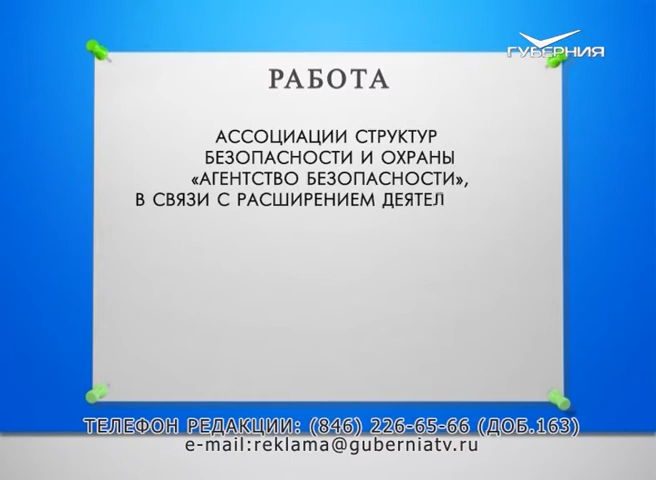 ГУБЕРНИЯ
РАБОТА
АССОЦИАЦИИ СТРУКТУР
БЕЗОПАСНОСТИ И ОХРАНЫ
«АГЕНТСТВО БЕЗОПАСНОСТИ»,
В СВЯЗИ С РАСШИРЕНИЕМ ДЕЯТЕЛ
ТЕЛЕФОН РЕДАКЦИИ: (846) 226-65-66 (ДОБ.163)
e-mail:reklama@guberniatv.ru